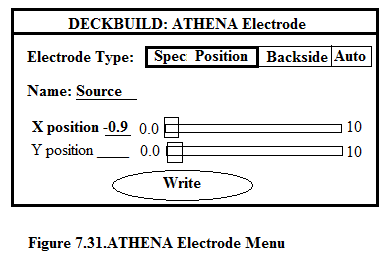 DECKBUILD: ATHENA Electrode
Electrode Type: Spec Position Backside Auto
Name: Source
X position -0.9 0.0 10
Y position ____ 0.0 10
Write
Figure 7.31.ATHENA Electrode Menu